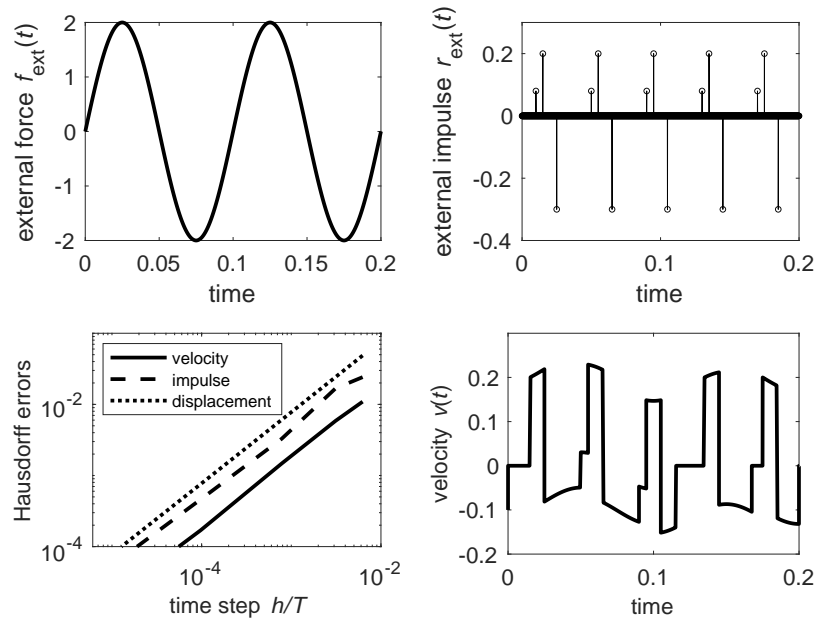 external force f_ext(t)
2
1
0
-1
-2
0
0.05
0.1
0.15
0.2
time
external impulse r_ext(t)
0.2
0
-0.2
-0.4
0
0.1
0.2
time
Hausdorff errors
10^-2
10^-4
velocity
impulse
displacement
10^-4
10^-2
time step h/T
velocity v(t)
0.2
0.1
0
-0.1
-0.2
0
0.1
0.2
time